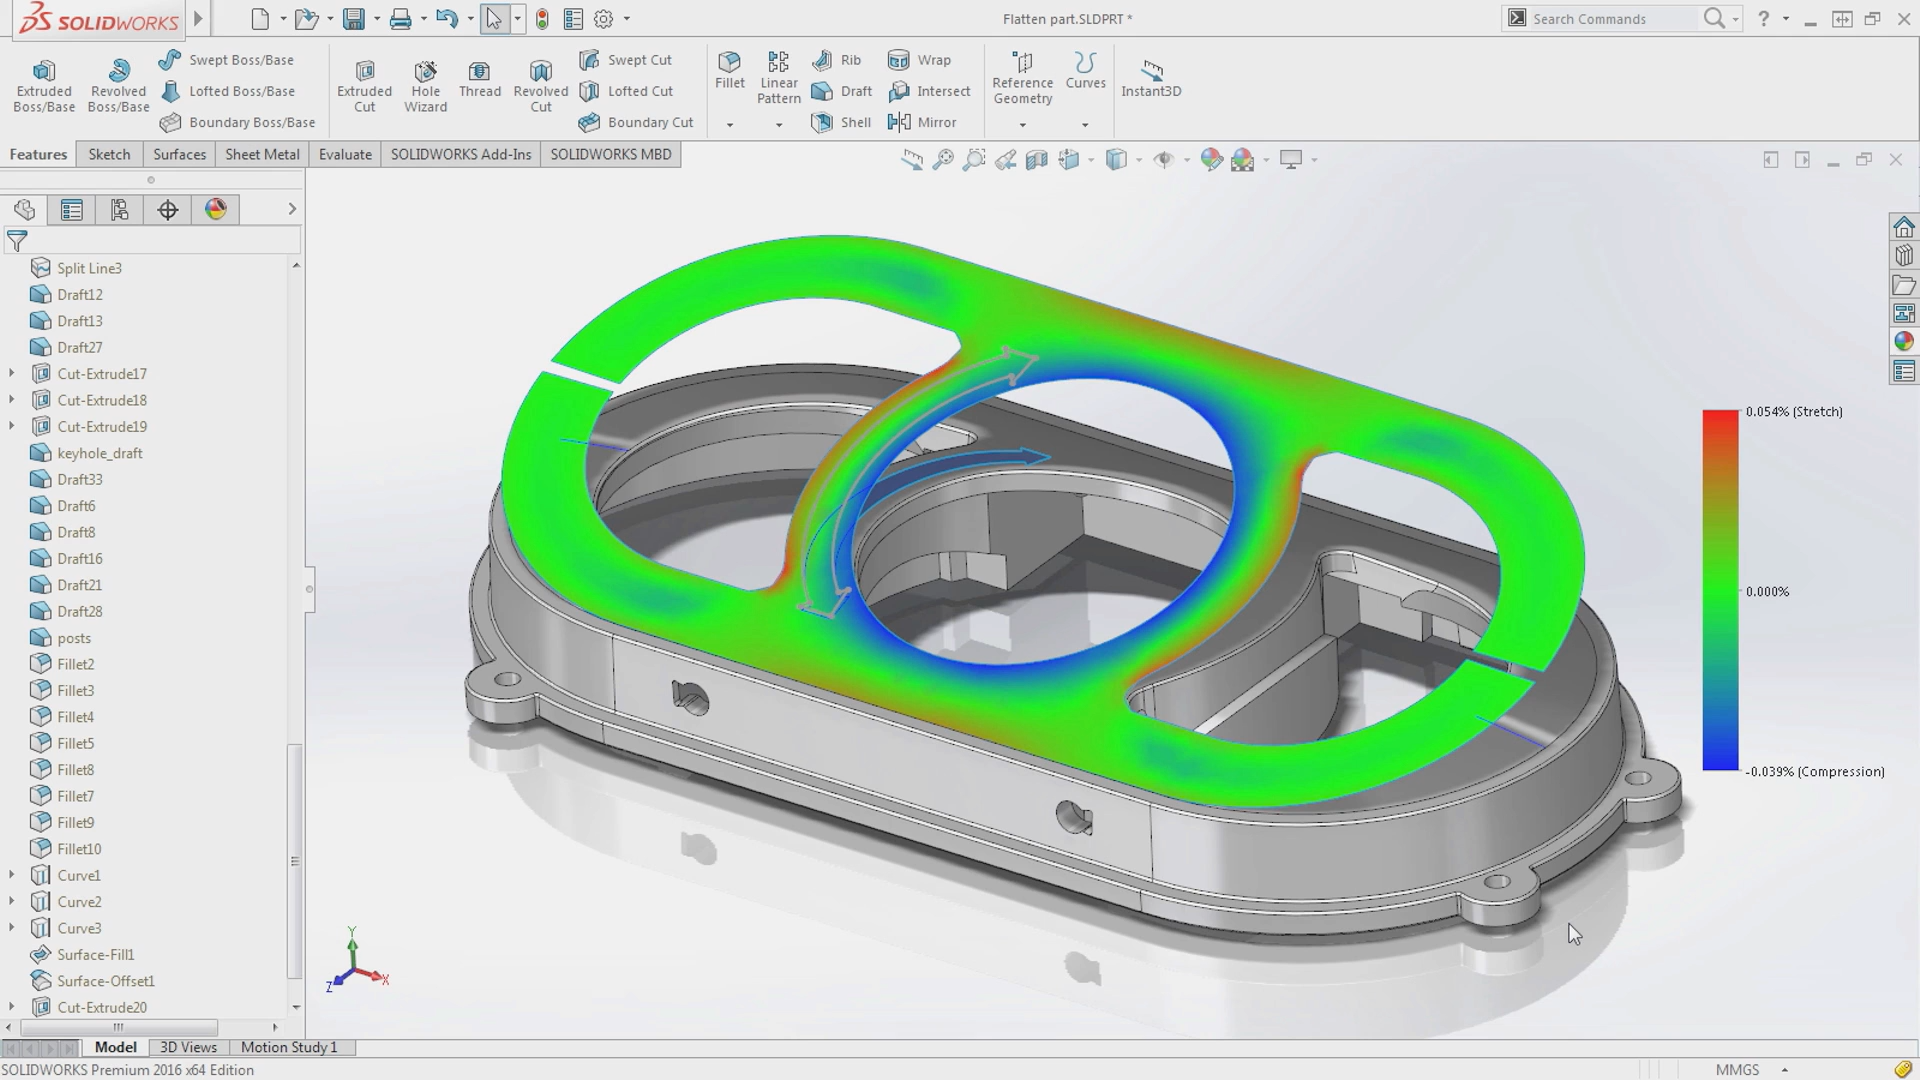 SOLIDWORKS
Flatten part.SLDPRT *
Search Commands
?
Extruded Boss/Base
Revolved Boss/Base
Swept Boss/Base
Lofted Boss/Base
Boundary Boss/Base
Extruded Cut
Hole Wizard
Thread
Revolved Cut
Swept Cut
Lofted Cut
Boundary Cut
Fillet
Linear Pattern
Rib
Draft
Shell
Wrap
Intersect
Mirror
Reference Geometry
Curves
Instant3D
Features
Sketch
Surfaces
Sheet Metal
Evaluate
SOLIDWORKS Add-Ins
SOLIDWORKS MBD
Split Line3
Draft12
Draft13
Draft27
Cut-Extrude17
Cut-Extrude18
Cut-Extrude19
keyhole_draft
Draft33
Draft6
Draft8
Draft16
Draft21
Draft28
posts
Fillet2
Fillet3
Fillet4
Fillet5
Fillet8
Fillet7
Fillet9
Fillet10
Curve1
Curve2
Curve3
Surface-Fill1
Surface-Offset1
Cut-Extrude20
0.054% (Stretch)
0.000%
-0.039% (Compression)
Y
X
Z
Model
3D Views
Motion Study 1
SOLIDWORKS Premium 2016 x64 Edition
MMGS